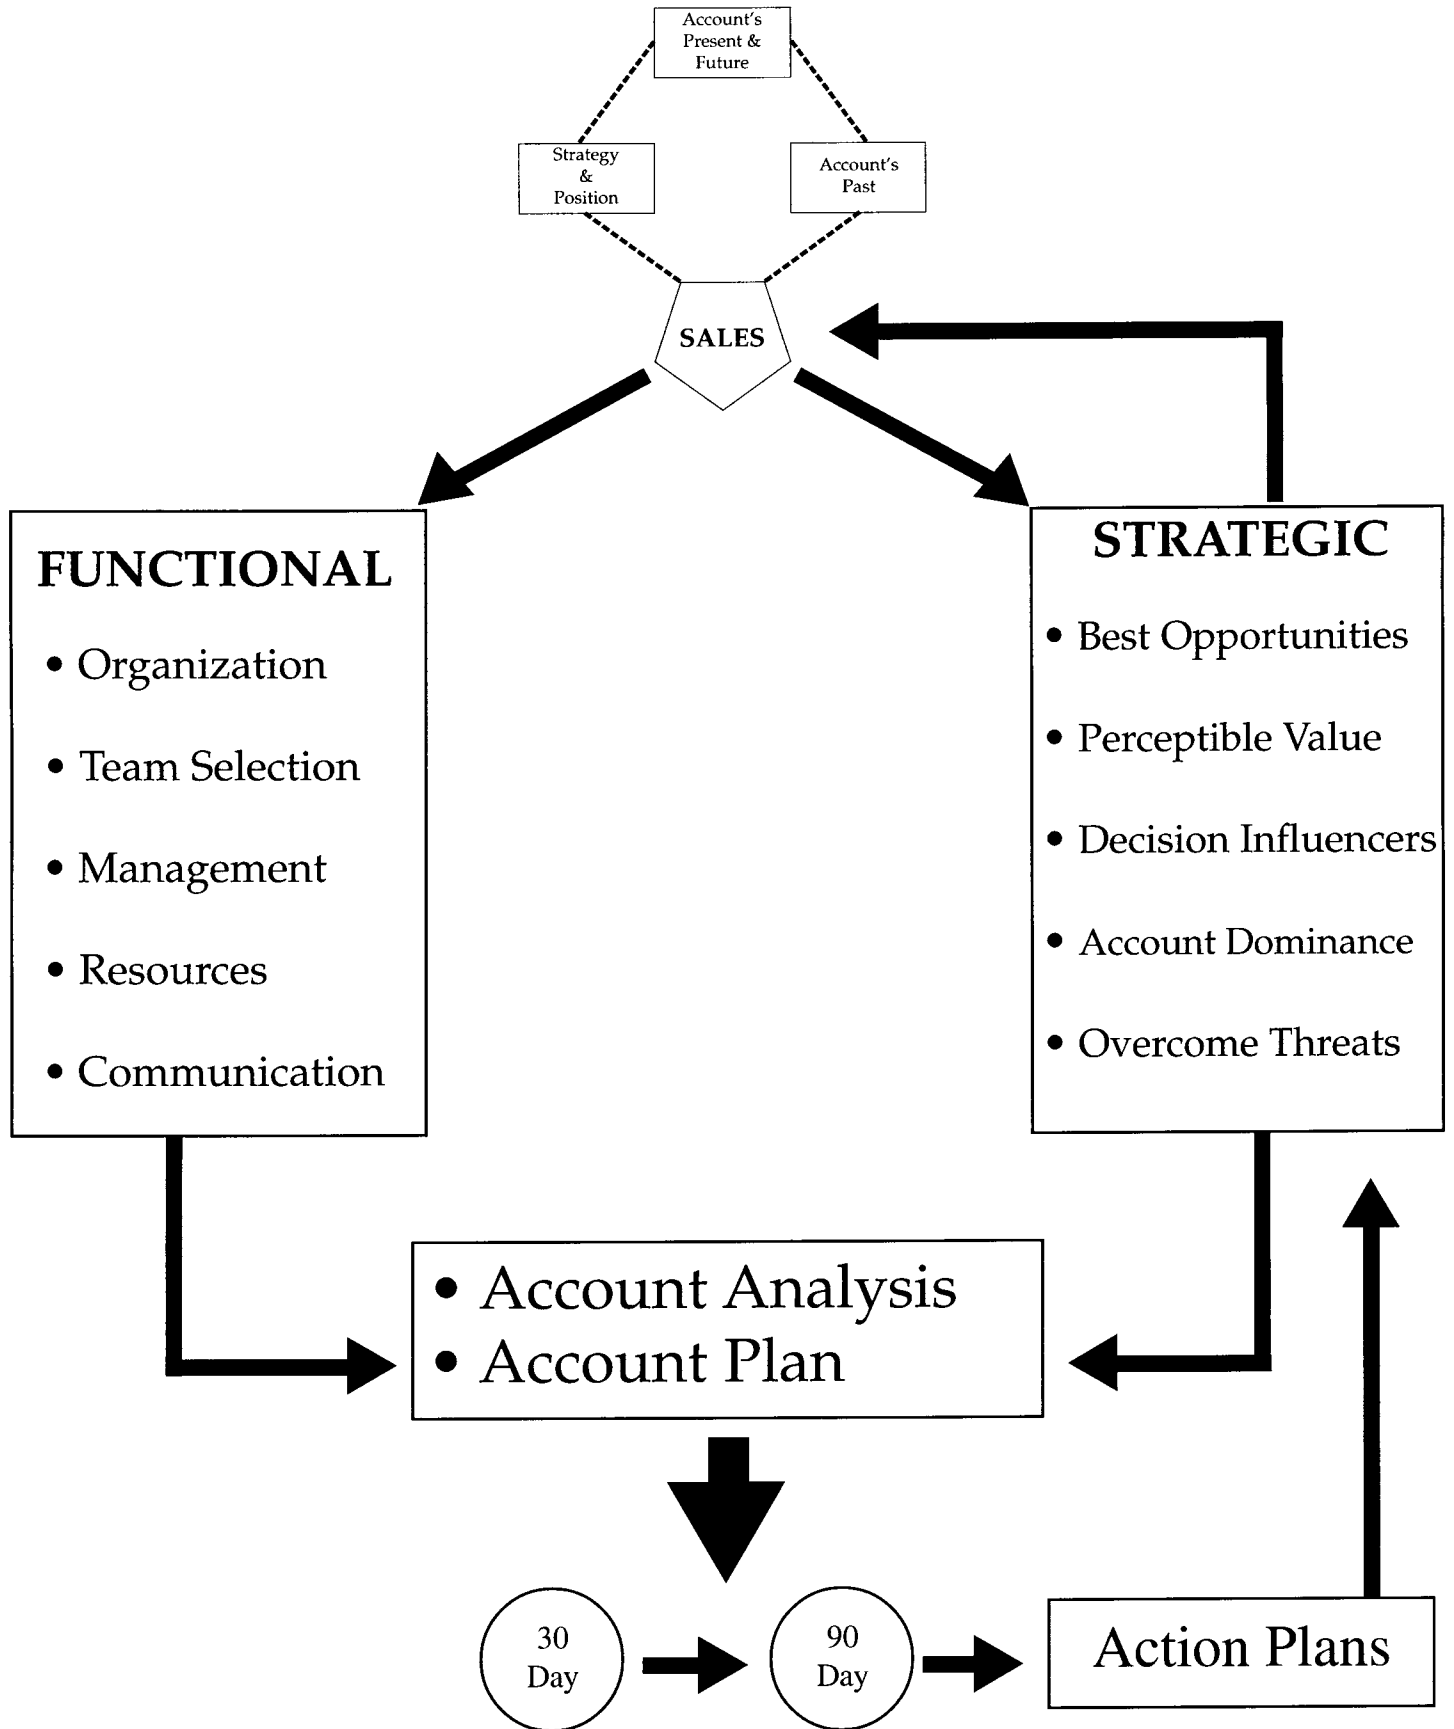 Account's
Present &
Future
Strategy
&
Position
Account's
Past
SALES
FUNCTIONAL
• Organization
• Team Selection
• Management
• Resources
• Communication
STRATEGIC
• Best Opportunities
• Perceptible Value
• Decision Influencers
• Account Dominance
• Overcome Threats
• Account Analysis
• Account Plan
30
Day
90
Day
Action Plans